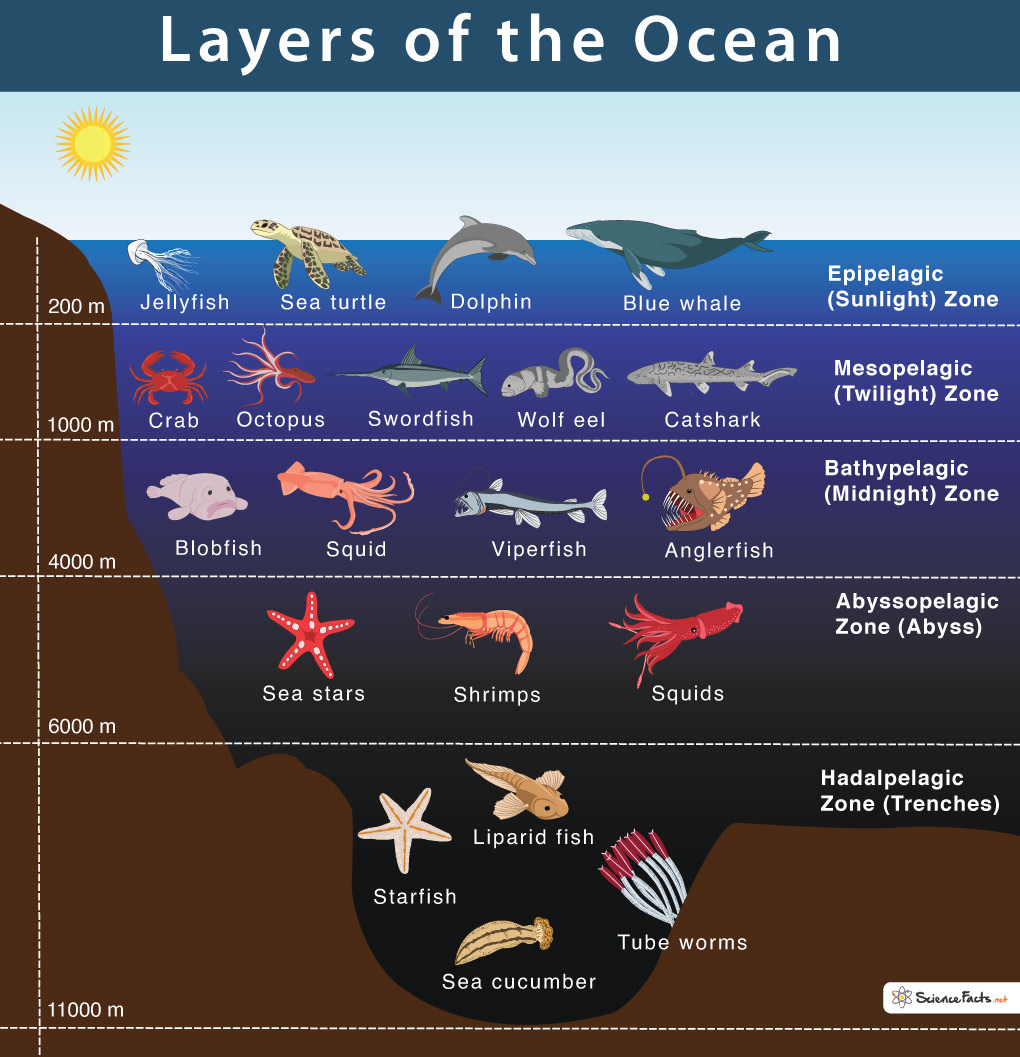 Layers of the Ocean
Jellyfish
Sea turtle
Dolphin
Blue whale
Epipelagic
(Sunlight) Zone
200 m
Crab
Octopus
Swordfish
Wolf eel
Catshark
Mesopelagic
(Twilight) Zone
1000 m
Blobfish
Squid
Viperfish
Anglerfish
Bathypelagic
(Midnight) Zone
4000 m
Sea stars
Shrimps
Squids
Abyssopelagic
Zone (Abyss)
6000 m
Starfish
Liparid fish
Tube worms
Sea cucumber
Hadalpelagic
Zone (Trenches)
11000 m
ScienceFacts.net